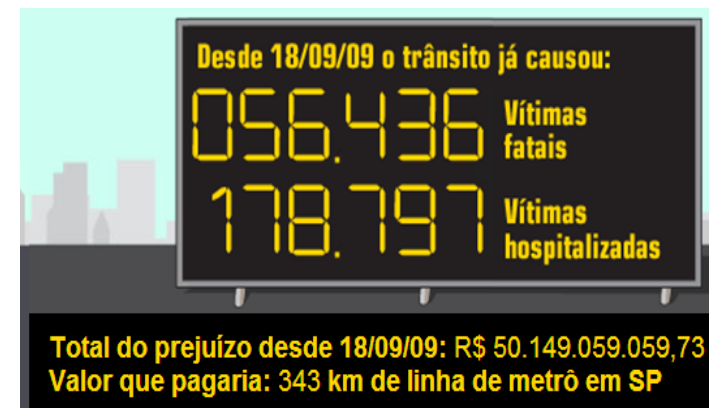 Desde 18/09/09 o trânsito já causou:
056.436 Vítimas fatais
178.797 Vítimas hospitalizadas
Total do prejuízo desde 18/09/09: R$ 50.149.059.059,73
Valor que pagaria: 343 km de linha de metrô em SP